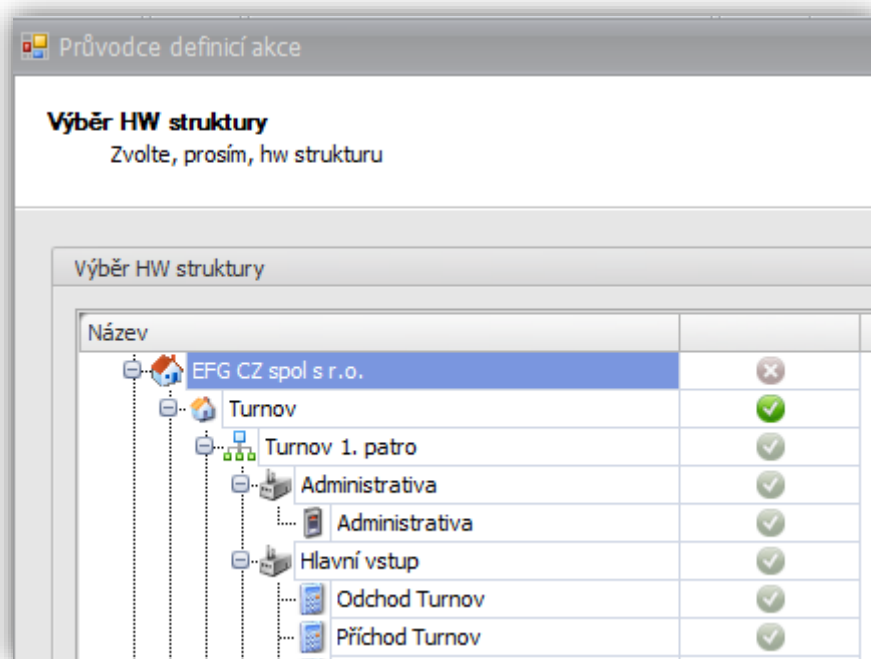 Průvodce definicí akce
Výběr HW struktury
Zvolte, prosím, hw strukturu
Výběr HW struktury
Název
EFG CZ spol s r.o.
Turnov
Turnov 1. patro
Administrativa
Administrativa
Hlavní vstup
Odchod Turnov
Příchod Turnov